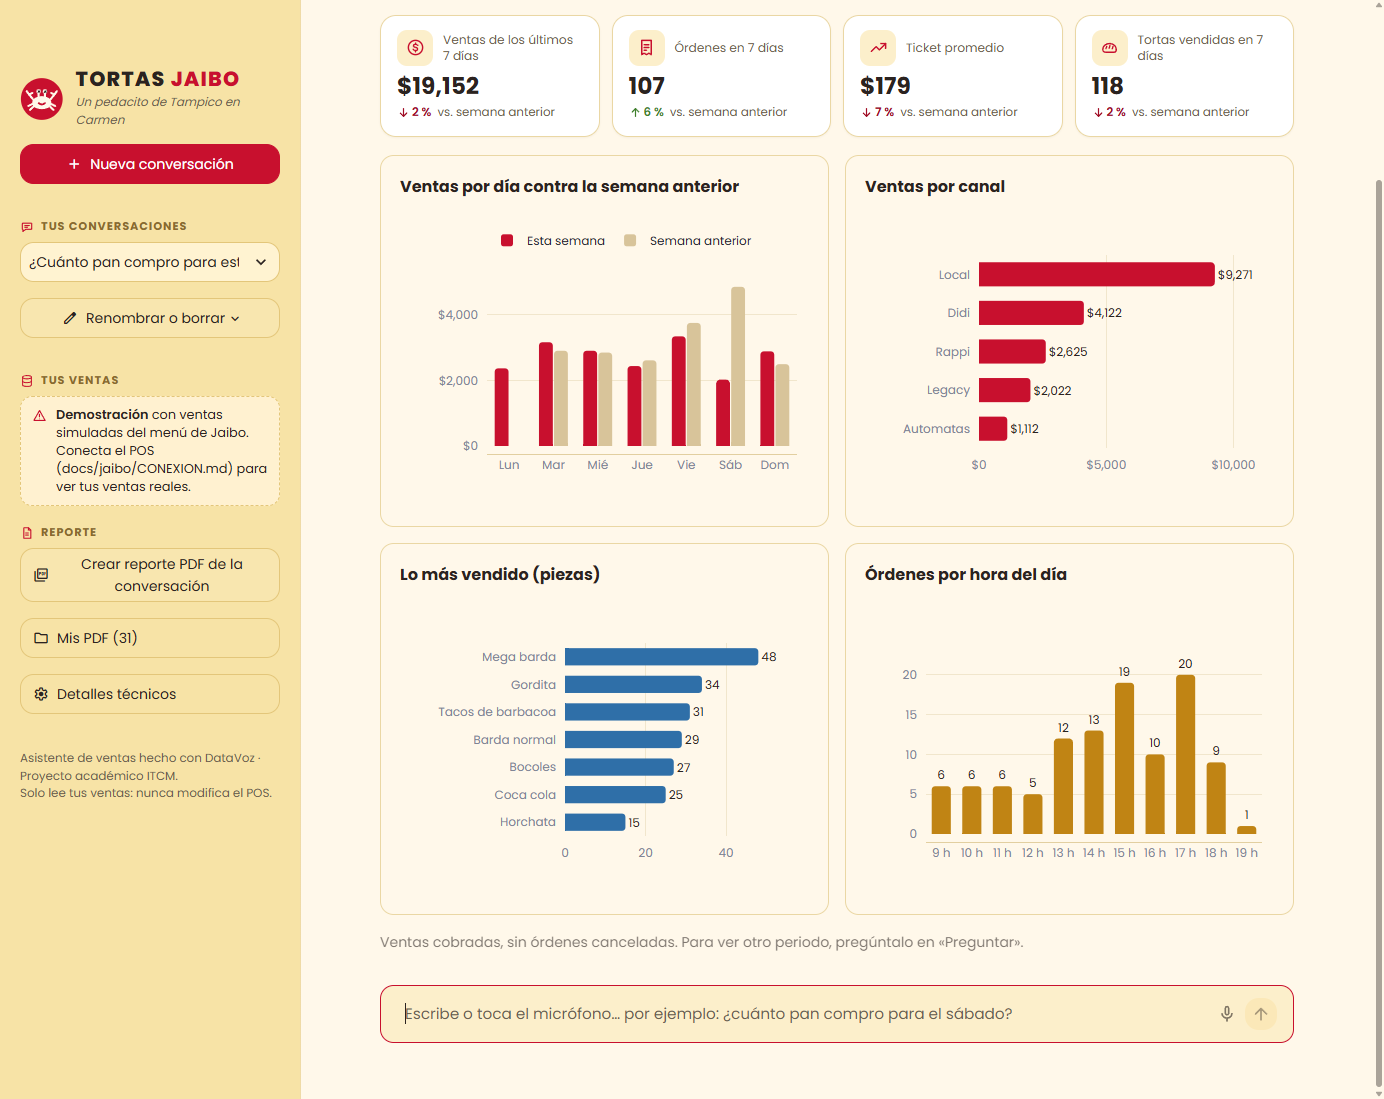 TORTAS JAIBO
Un pedacito de Tampico en
Carmen
Nueva conversación
TUS CONVERSACIONES
¿Cuánto pan compro para est
Renombrar o borrar
TUS VENTAS
Demostración con ventas
simuladas del menú de Jaibo.
Conecta el POS
(docs/jaibo/CONEXION.md) para
ver tus ventas reales.
REPORTE
Crear reporte PDF de la
conversación
Mis PDF (31)
Detalles técnicos
Asistente de ventas hecho con DataVoz ·
Proyecto académico ITCM.
Solo lee tus ventas: nunca modifica el POS.
Ventas de los últimos
7 días
$19,152
↓ 2 % vs. semana anterior
Órdenes en 7 días
107
↑ 6 % vs. semana anterior
Ticket promedio
$179
↓ 7 % vs. semana anterior
Tortas vendidas en 7
días
118
↓ 2 % vs. semana anterior
Ventas por día contra la semana anterior
Esta semana Semana anterior
$4,000
$2,000
$0
Lun Mar Mié Jue Vie Sáb Dom
Ventas por canal
Local $9,271
Didi $4,122
Rappi $2,625
Legacy $2,022
Automatas $1,112
$0 $5,000 $10,000
Lo más vendido (piezas)
Mega barda 48
Gordita 34
Tacos de barbacoa 31
Barda normal 29
Bocoles 27
Coca cola 25
Horchata 15
0 20 40
Órdenes por hora del día
20
15
10
5
0
6 6 6 5 12 13 19 10 20 9 1
9 h 10 h 11 h 12 h 13 h 14 h 15 h 16 h 17 h 18 h 19 h
Ventas cobradas, sin órdenes canceladas. Para ver otro periodo, pregúntalo en «Preguntar».
Escribe o toca el micrófono... por ejemplo: ¿cuánto pan compro para el sábado?